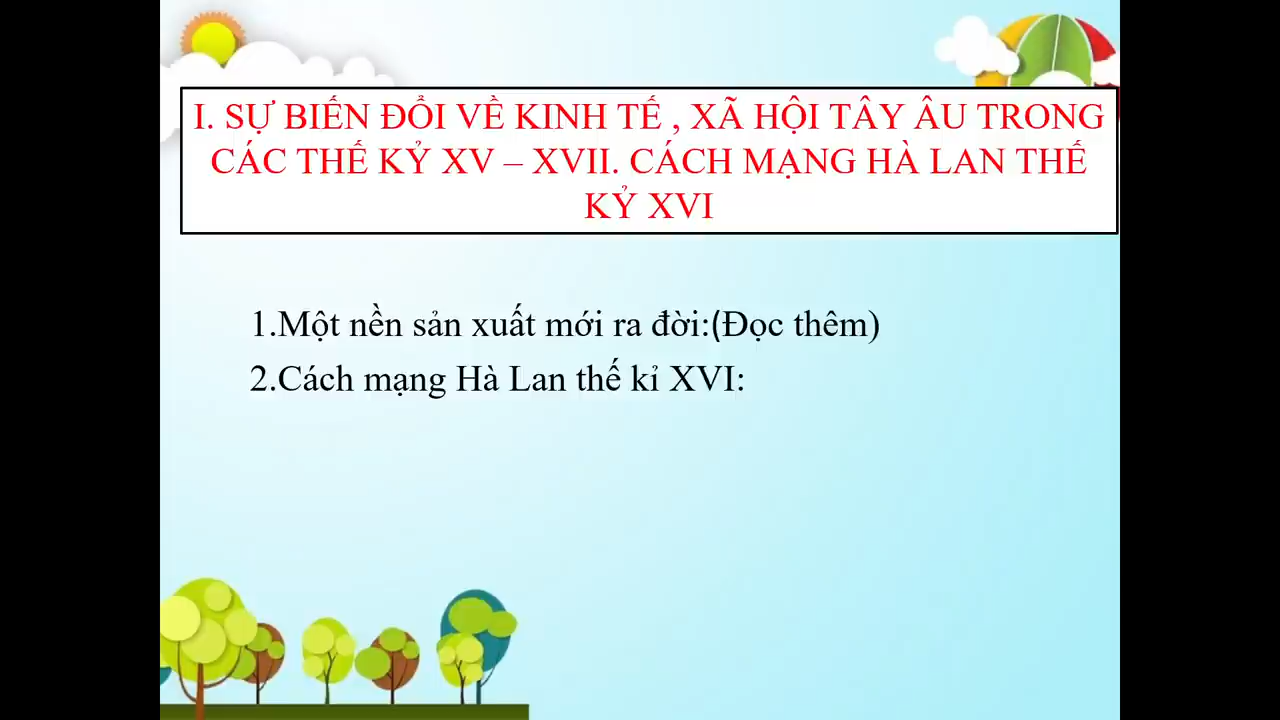 I. SỰ BIẾN ĐỔI VỀ KINH TẾ , XÃ HỘI TÂY ÂU TRONG
CÁC THẾ KỶ XV – XVII. CÁCH MẠNG HÀ LAN THẾ
KỶ XVI
1.Một nền sản xuất mới ra đời:(Đọc thêm)
2.Cách mạng Hà Lan thế kỉ XVI: